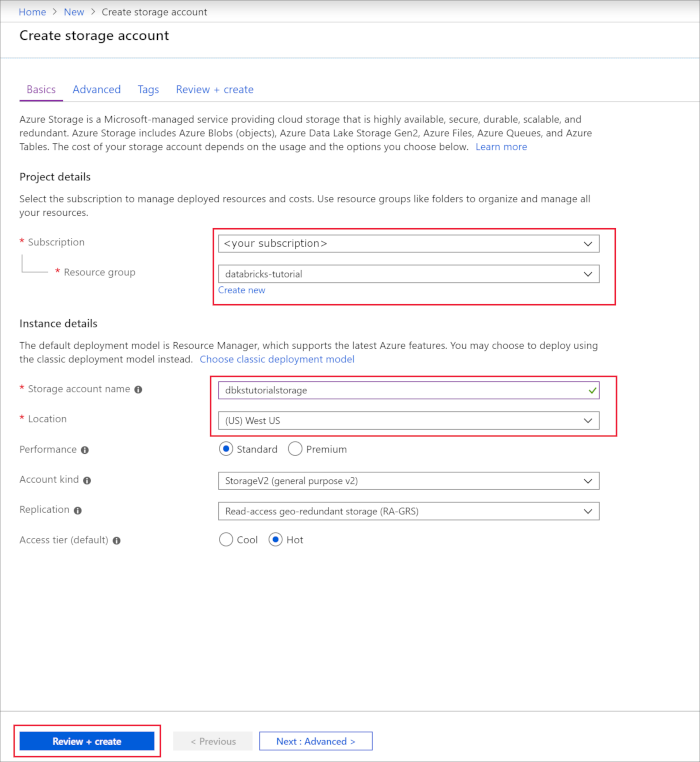 Home > New > Create storage account
Create storage account
Basics Advanced Tags Review + create
Azure Storage is a Microsoft-managed service providing cloud storage that is highly available, secure, durable, scalable, and
redundant. Azure Storage includes Azure Blobs (objects), Azure Data Lake Storage Gen2, Azure Files, Azure Queues, and Azure
Tables. The cost of your storage account depends on the usage and the options you choose below. Learn more
Project details
Select the subscription to manage deployed resources and costs. Use resource groups like folders to organize and manage all
your resources.
* Subscription <your subscription>
* Resource group databricks-tutorial
Create new
Instance details
The default deployment model is Resource Manager, which supports the latest Azure features. You may choose to deploy using
the classic deployment model instead. Choose classic deployment model
* Storage account name dbkstutorialstorage
* Location (US) West US
Performance Standard Premium
Account kind StorageV2 (general purpose v2)
Replication Read-access geo-redundant storage (RA-GRS)
Access tier (default) Cool Hot
Review + create < Previous Next : Advanced >